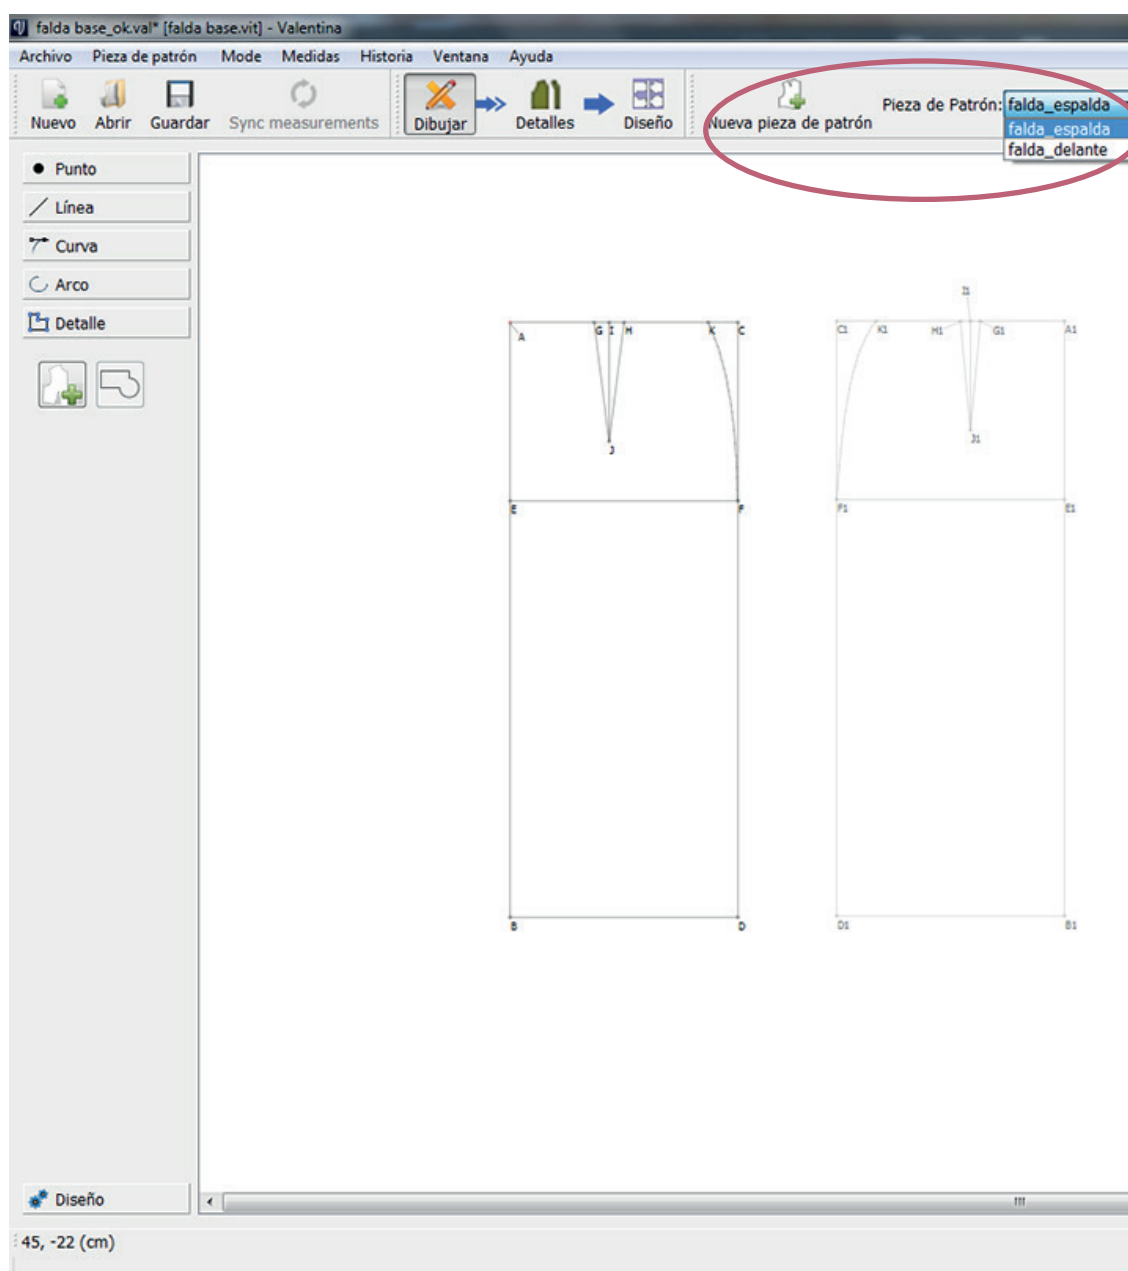 falda base_ok.val* [falda base.vit] - Valentina
Archivo Pieza de patrón Mode Medidas Historia Ventana Ayuda
Nuevo Abrir Guardar Sync measurements Dibujar Detalles Diseño Nueva pieza de patrón Pieza de Patrón: falda_espalda
falda_espalda
falda_delante
Punto
Línea
Curva
Arco
Detalle
I1
A G I H K C C1 K1 H1 G1 A1
J J1
E F F1 E1
B D D1 B1
Diseño
45, -22 (cm)